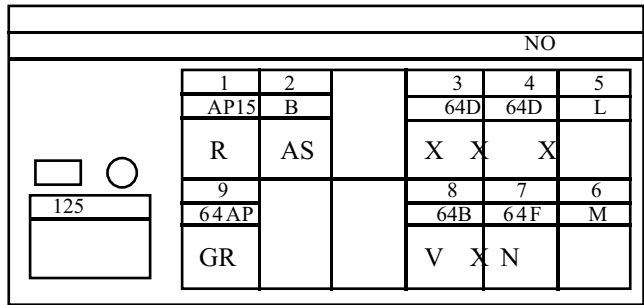 NO
1 2 3 4 5
AP15 B 64D 64D L
R AS X X X
9 8 7 6
125 64AP 64B 64F M
GR V X N